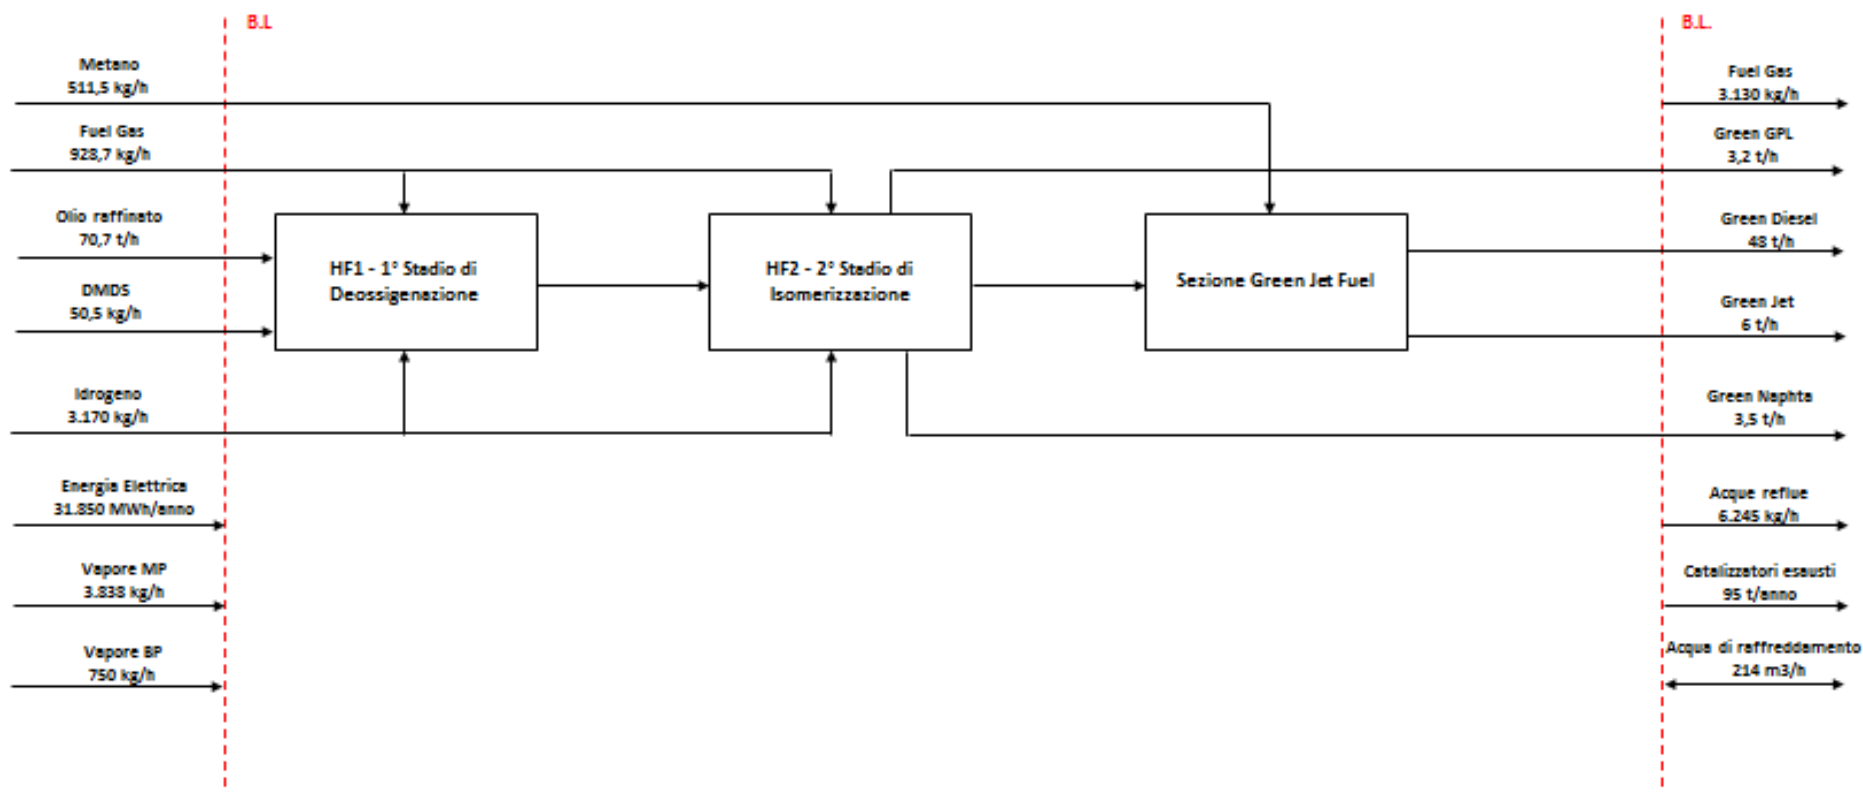 B.L
B.L.
Metano
511,5 kg/h
Fuel Gas
928,7 kg/h
Olio raffinato
70,7 t/h
DMDS
50,5 kg/h
Idrogeno
3.170 kg/h
Energia Elettrica
31.850 MWh/anno
Vapore MP
3.838 kg/h
Vapore BP
750 kg/h
HF1 - 1° Stadio di
Deossigenazione
HF2 - 2° Stadio di
Isomerizzazione
Sezione Green Jet Fuel
Fuel Gas
3.130 kg/h
Green GPL
3,2 t/h
Green Diesel
48 t/h
Green Jet
6 t/h
Green Naphta
3,5 t/h
Acque reflue
6.245 kg/h
Catalizzatori esausti
95 t/anno
Acqua di raffreddamento
214 m3/h